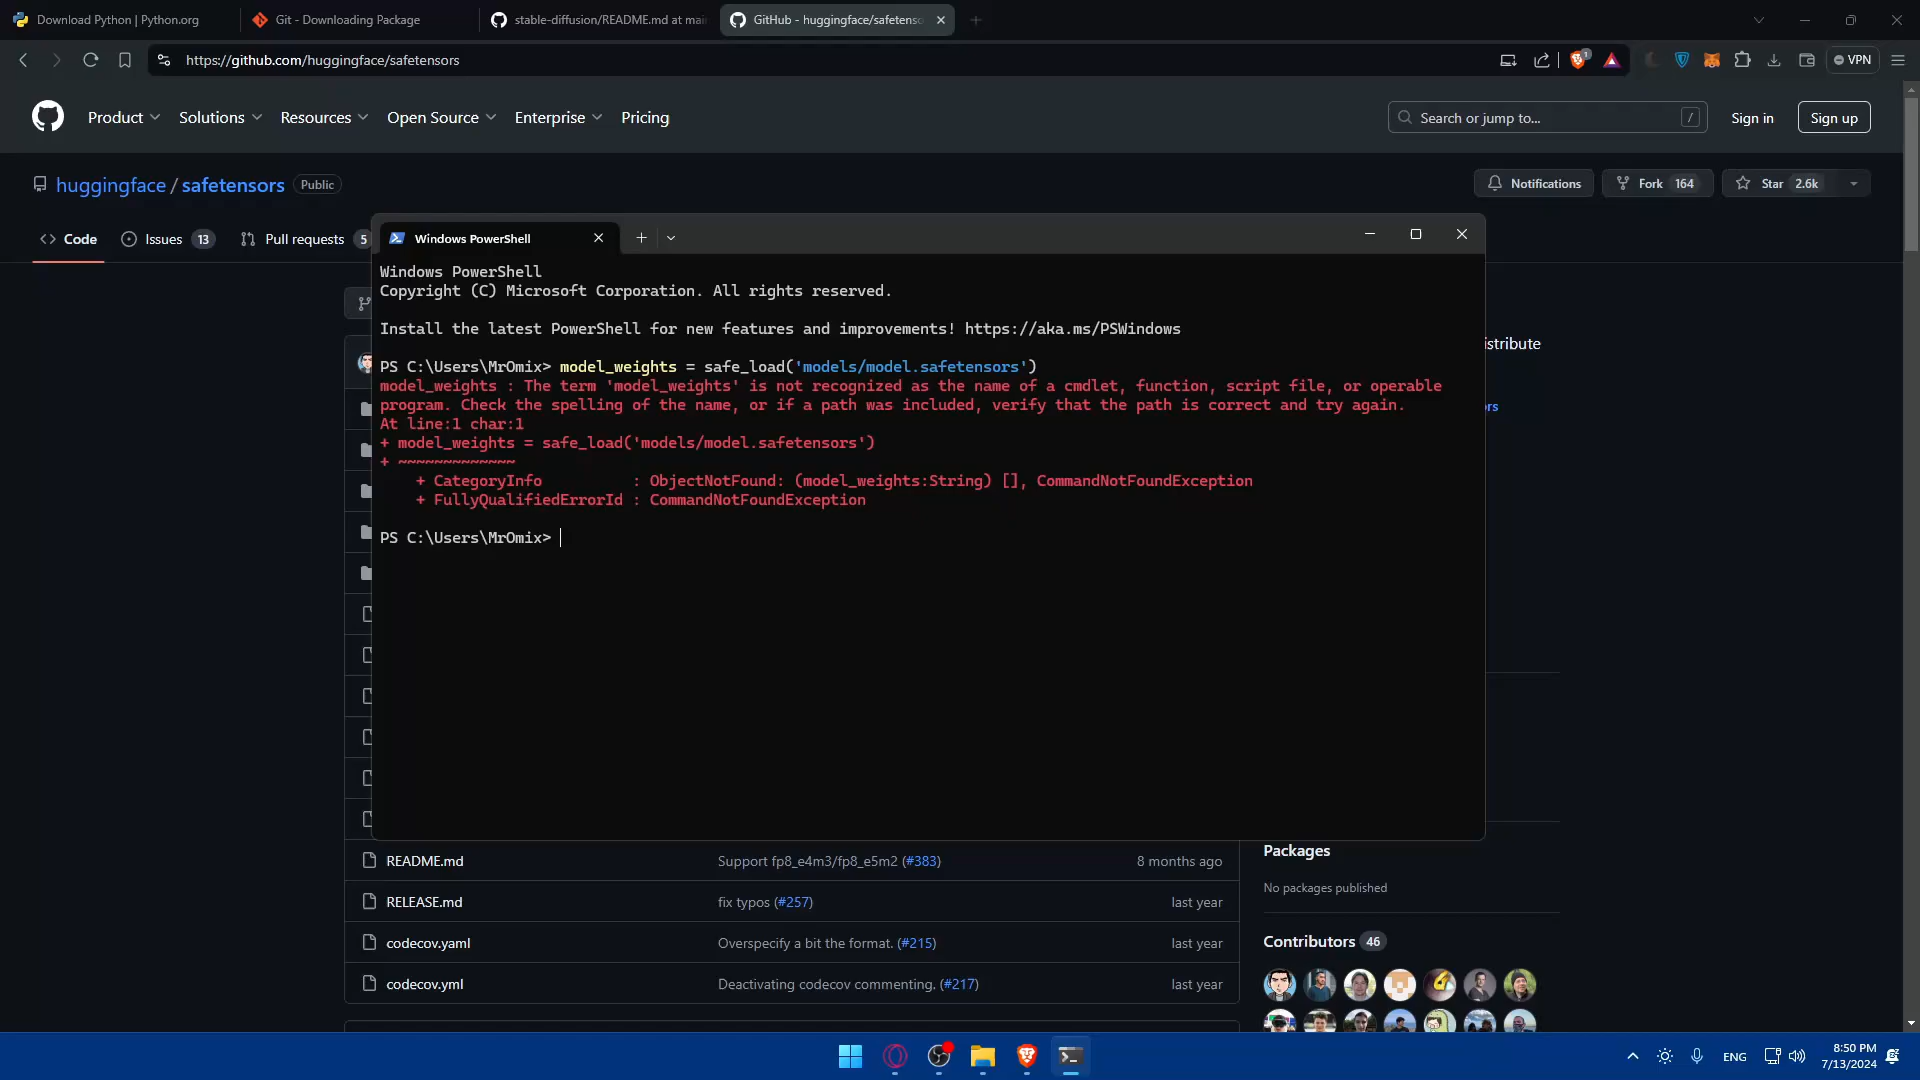 Download Python | Python.org
Git - Downloading Package
stable-diffusion/README.md at mai
GitHub - huggingface/safetenso
https://github.com/huggingface/safetensors
1
VPN
Product
Solutions
Resources
Open Source
Enterprise
Pricing
Search or jump to...
/
Sign in
Sign up
huggingface / safetensors
Public
Notifications
Fork 164
Star 2.6k
Code
Issues 13
Pull requests 5
Windows PowerShell
Windows PowerShell
Copyright (C) Microsoft Corporation. All rights reserved.
Install the latest PowerShell for new features and improvements! https://aka.ms/PSWindows
PS C:\Users\MrOmix> model_weights = safe_load('models/model.safetensors')
model_weights : The term 'model_weights' is not recognized as the name of a cmdlet, function, script file, or operable
program. Check the spelling of the name, or if a path was included, verify that the path is correct and try again.
At line:1 char:1
+ model_weights = safe_load('models/model.safetensors')
+ ~~~~~~~~~~~~~
+ CategoryInfo : ObjectNotFound: (model_weights:String) [], CommandNotFoundException
+ FullyQualifiedErrorId : CommandNotFoundException
PS C:\Users\MrOmix>
istribute
ors
README.md
Support fp8_e4m3/fp8_e5m2 (#383)
8 months ago
RELEASE.md
fix typos (#257)
last year
codecov.yaml
Overspecify a bit the format. (#215)
last year
codecov.yml
Deactivating codecov commenting. (#217)
last year
Packages
No packages published
Contributors 46
ENG
8:50 PM
7/13/2024